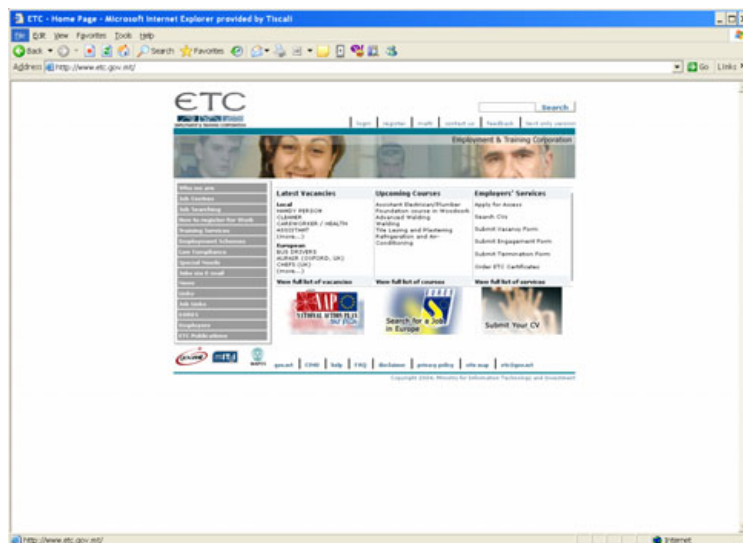 ETC - Home Page - Microsoft Internet Explorer provided by Tiscali
File Edit View Favorites Tools Help
Back Search Favorites
Address http://www.etc.gov.mt/ Go Links
ETC
EMPLOYMENT & TRAINING CORPORATION
Search
login register malti contact us feedback text only version
Employment & Training Corporation
Who we are
Job Centres
Job Searching
How to register for Work
Training Services
Employment Schemes
Law Compliance
Special Needs
Jobs via E-mail
News
Links
Job Links
EURES
Employers
ETC Publications
Latest Vacancies
Local
HANDY PERSON
CLEANER
CAREWORKER / HEALTH
ASSISTANT
(more...)
European
BUS DRIVERS
AUPAIR (OXFORD, UK)
CHEFS (UK)
(more...)
View full list of vacancies
Upcoming Courses
Assistant Electrician/Plumber
Foundation course in Woodwork
Advanced Welding
Welding
Tile Laying and Plastering
Refrigeration and Air-
Conditioning
View full list of courses
Employers' Services
Apply for Access
Search CVs
Submit Vacancy Form
Submit Engagement Form
Submit Termination Form
Order ETC Certificates
View full list of services
NAP
NATIONAL ACTION PLAN
EURES
Search for a Job
in Europe
Submit Your CV
gov.mt CIMU help FAQ disclaimer privacy policy site map
Copyright 2004, Ministry for Information Technology and Investment
http://www.etc.gov.mt/ Internet